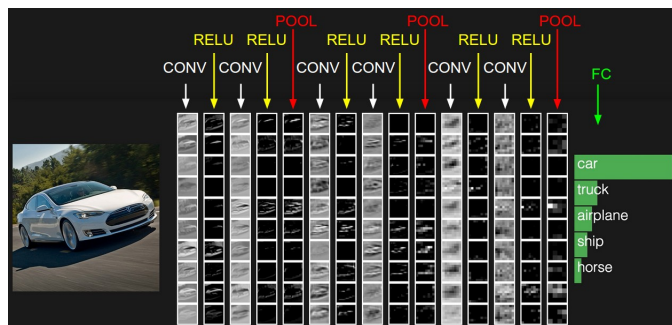 POOL POOL POOL
RELU RELU RELU RELU RELU RELU
CONV CONV CONV CONV CONV CONV
FC
car
truck
airplane
ship
horse